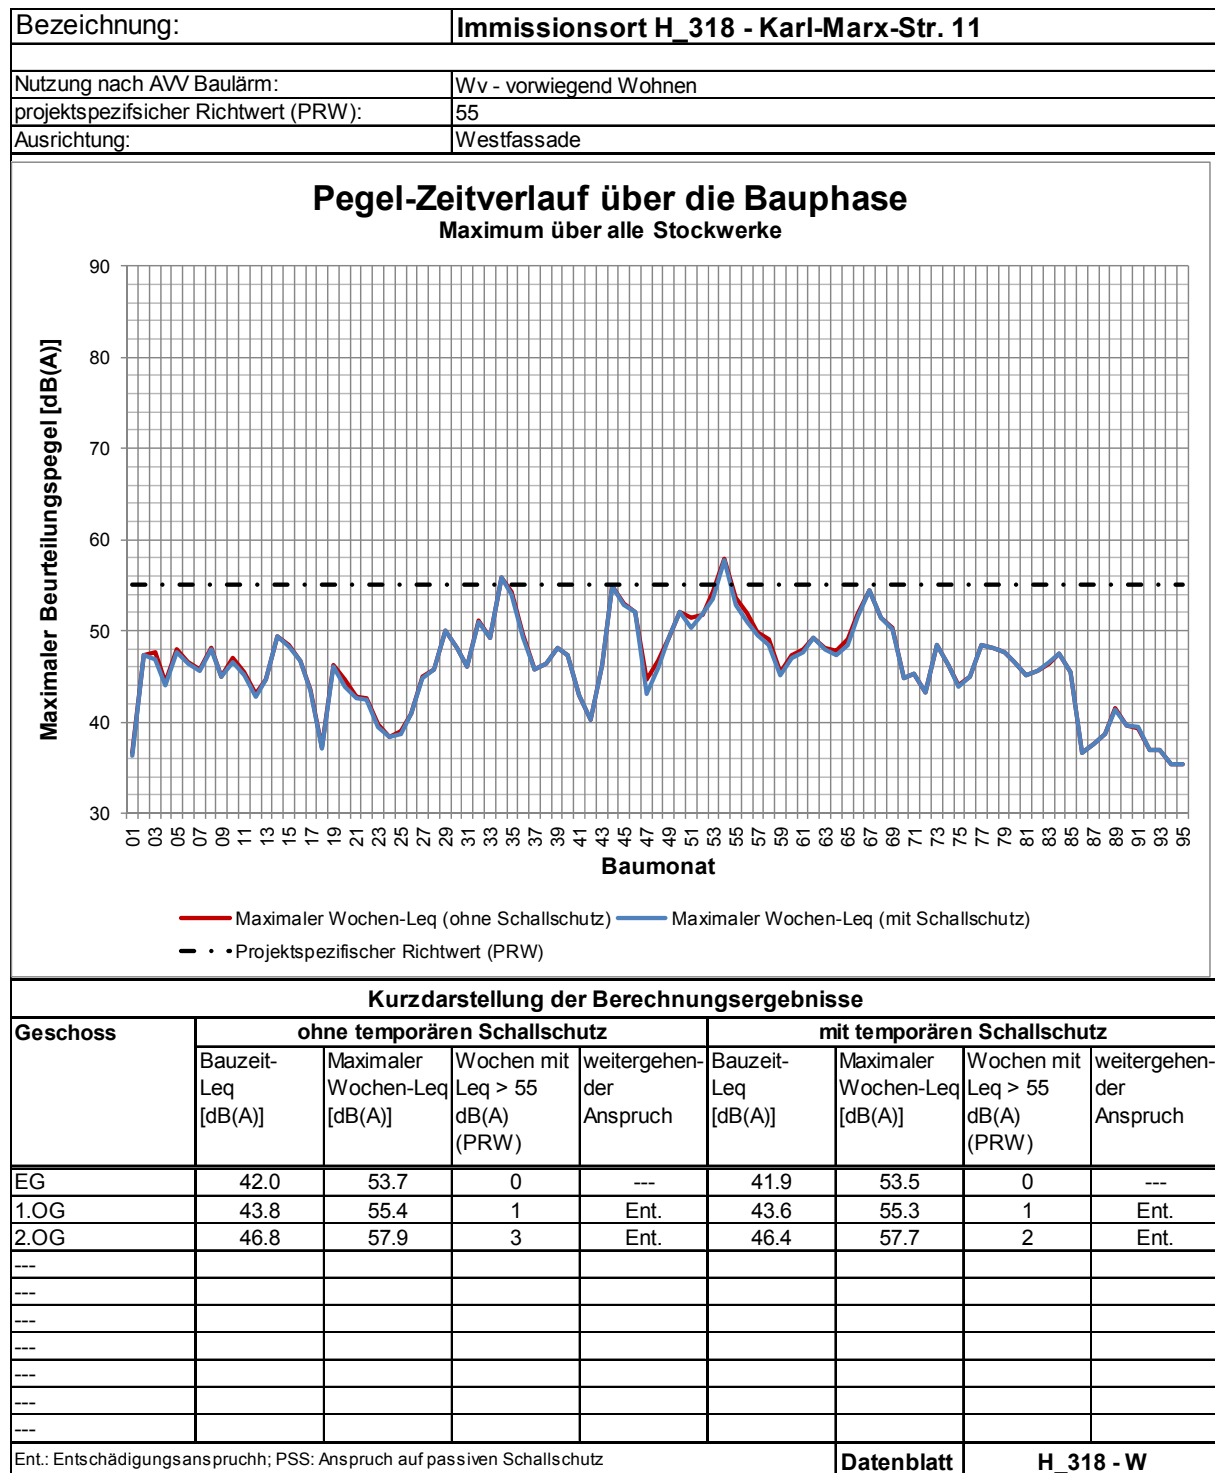 Bezeichnung: Immissionsort H_318 - Karl-Marx-Str. 11
Nutzung nach AVV Baulärm: Wv - vorwiegend Wohnen
projektspezifsicher Richtwert (PRW): 55
Ausrichtung: Westfassade
Pegel-Zeitverlauf über die Bauphase
Maximum über alle Stockwerke
Maximaler Beurteilungspegel [dB(A)]
90
80
70
60
50
40
30
01 03 05 07 09 11 13 15 17 19 21 23 25 27 29 31 33 35 37 39 41 43 45 47 49 51 53 55 57 59 61 63 65 67 69 71 73 75 77 79 81 83 85 87 89 91 93 95
Baumonat
Maximaler Wochen-Leq (ohne Schallschutz) Maximaler Wochen-Leq (mit Schallschutz)
Projektspezifischer Richtwert (PRW)
Kurzdarstellung der Berechnungsergebnisse
Geschoss ohne temporären Schallschutz mit temporären Schallschutz
Bauzeit- Maximaler Wochen mit weitergehen- Bauzeit- Maximaler Wochen mit weitergehen-
Leq Wochen-Leq Leq > 55 der Leq Wochen-Leq Leq > 55 der
[dB(A)] [dB(A)] dB(A) Anspruch [dB(A)] [dB(A)] dB(A) Anspruch
(PRW) (PRW)
EG 42.0 53.7 0 --- 41.9 53.5 0 ---
1.OG 43.8 55.4 1 Ent. 43.6 55.3 1 Ent.
2.OG 46.8 57.9 3 Ent. 46.4 57.7 2 Ent.
---
---
---
---
---
---
---
Ent.: Entschädigungsanspruchh; PSS: Anspruch auf passiven Schallschutz Datenblatt H_318 - W